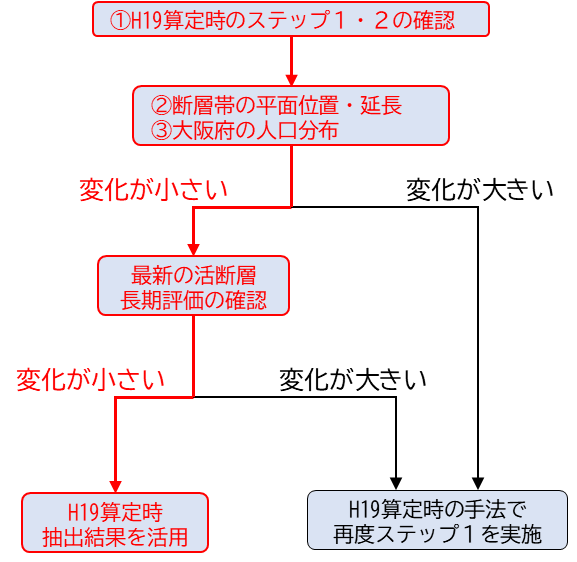 ①H19算定時のステップ１・２の確認
②断層帯の平面位置・延長
③大阪府の人口分布
変化が小さい
変化が大きい
最新の活断層
長期評価の確認
変化が小さい
変化が大きい
H19算定時
抽出結果を活用
H19算定時の手法で
再度ステップ１を実施